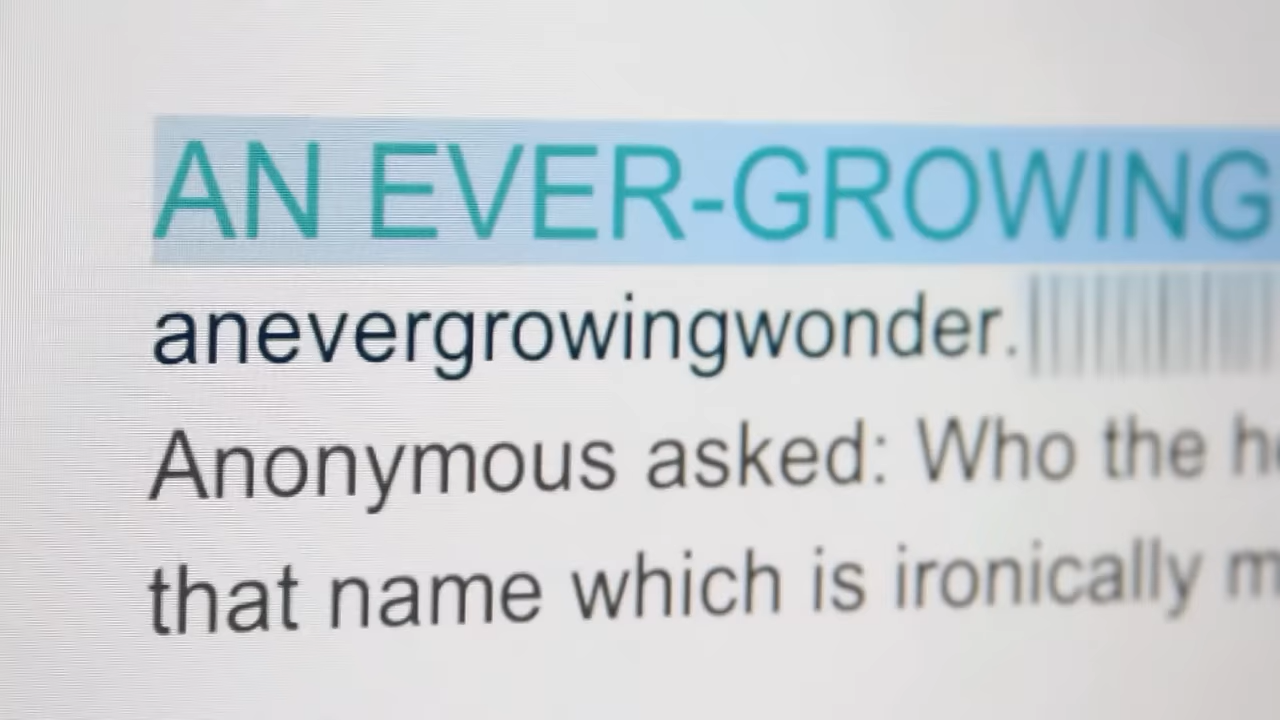 AN EVER-GROWING
anevergrowingwonder.
Anonymous asked: Who the
that name which is ironically